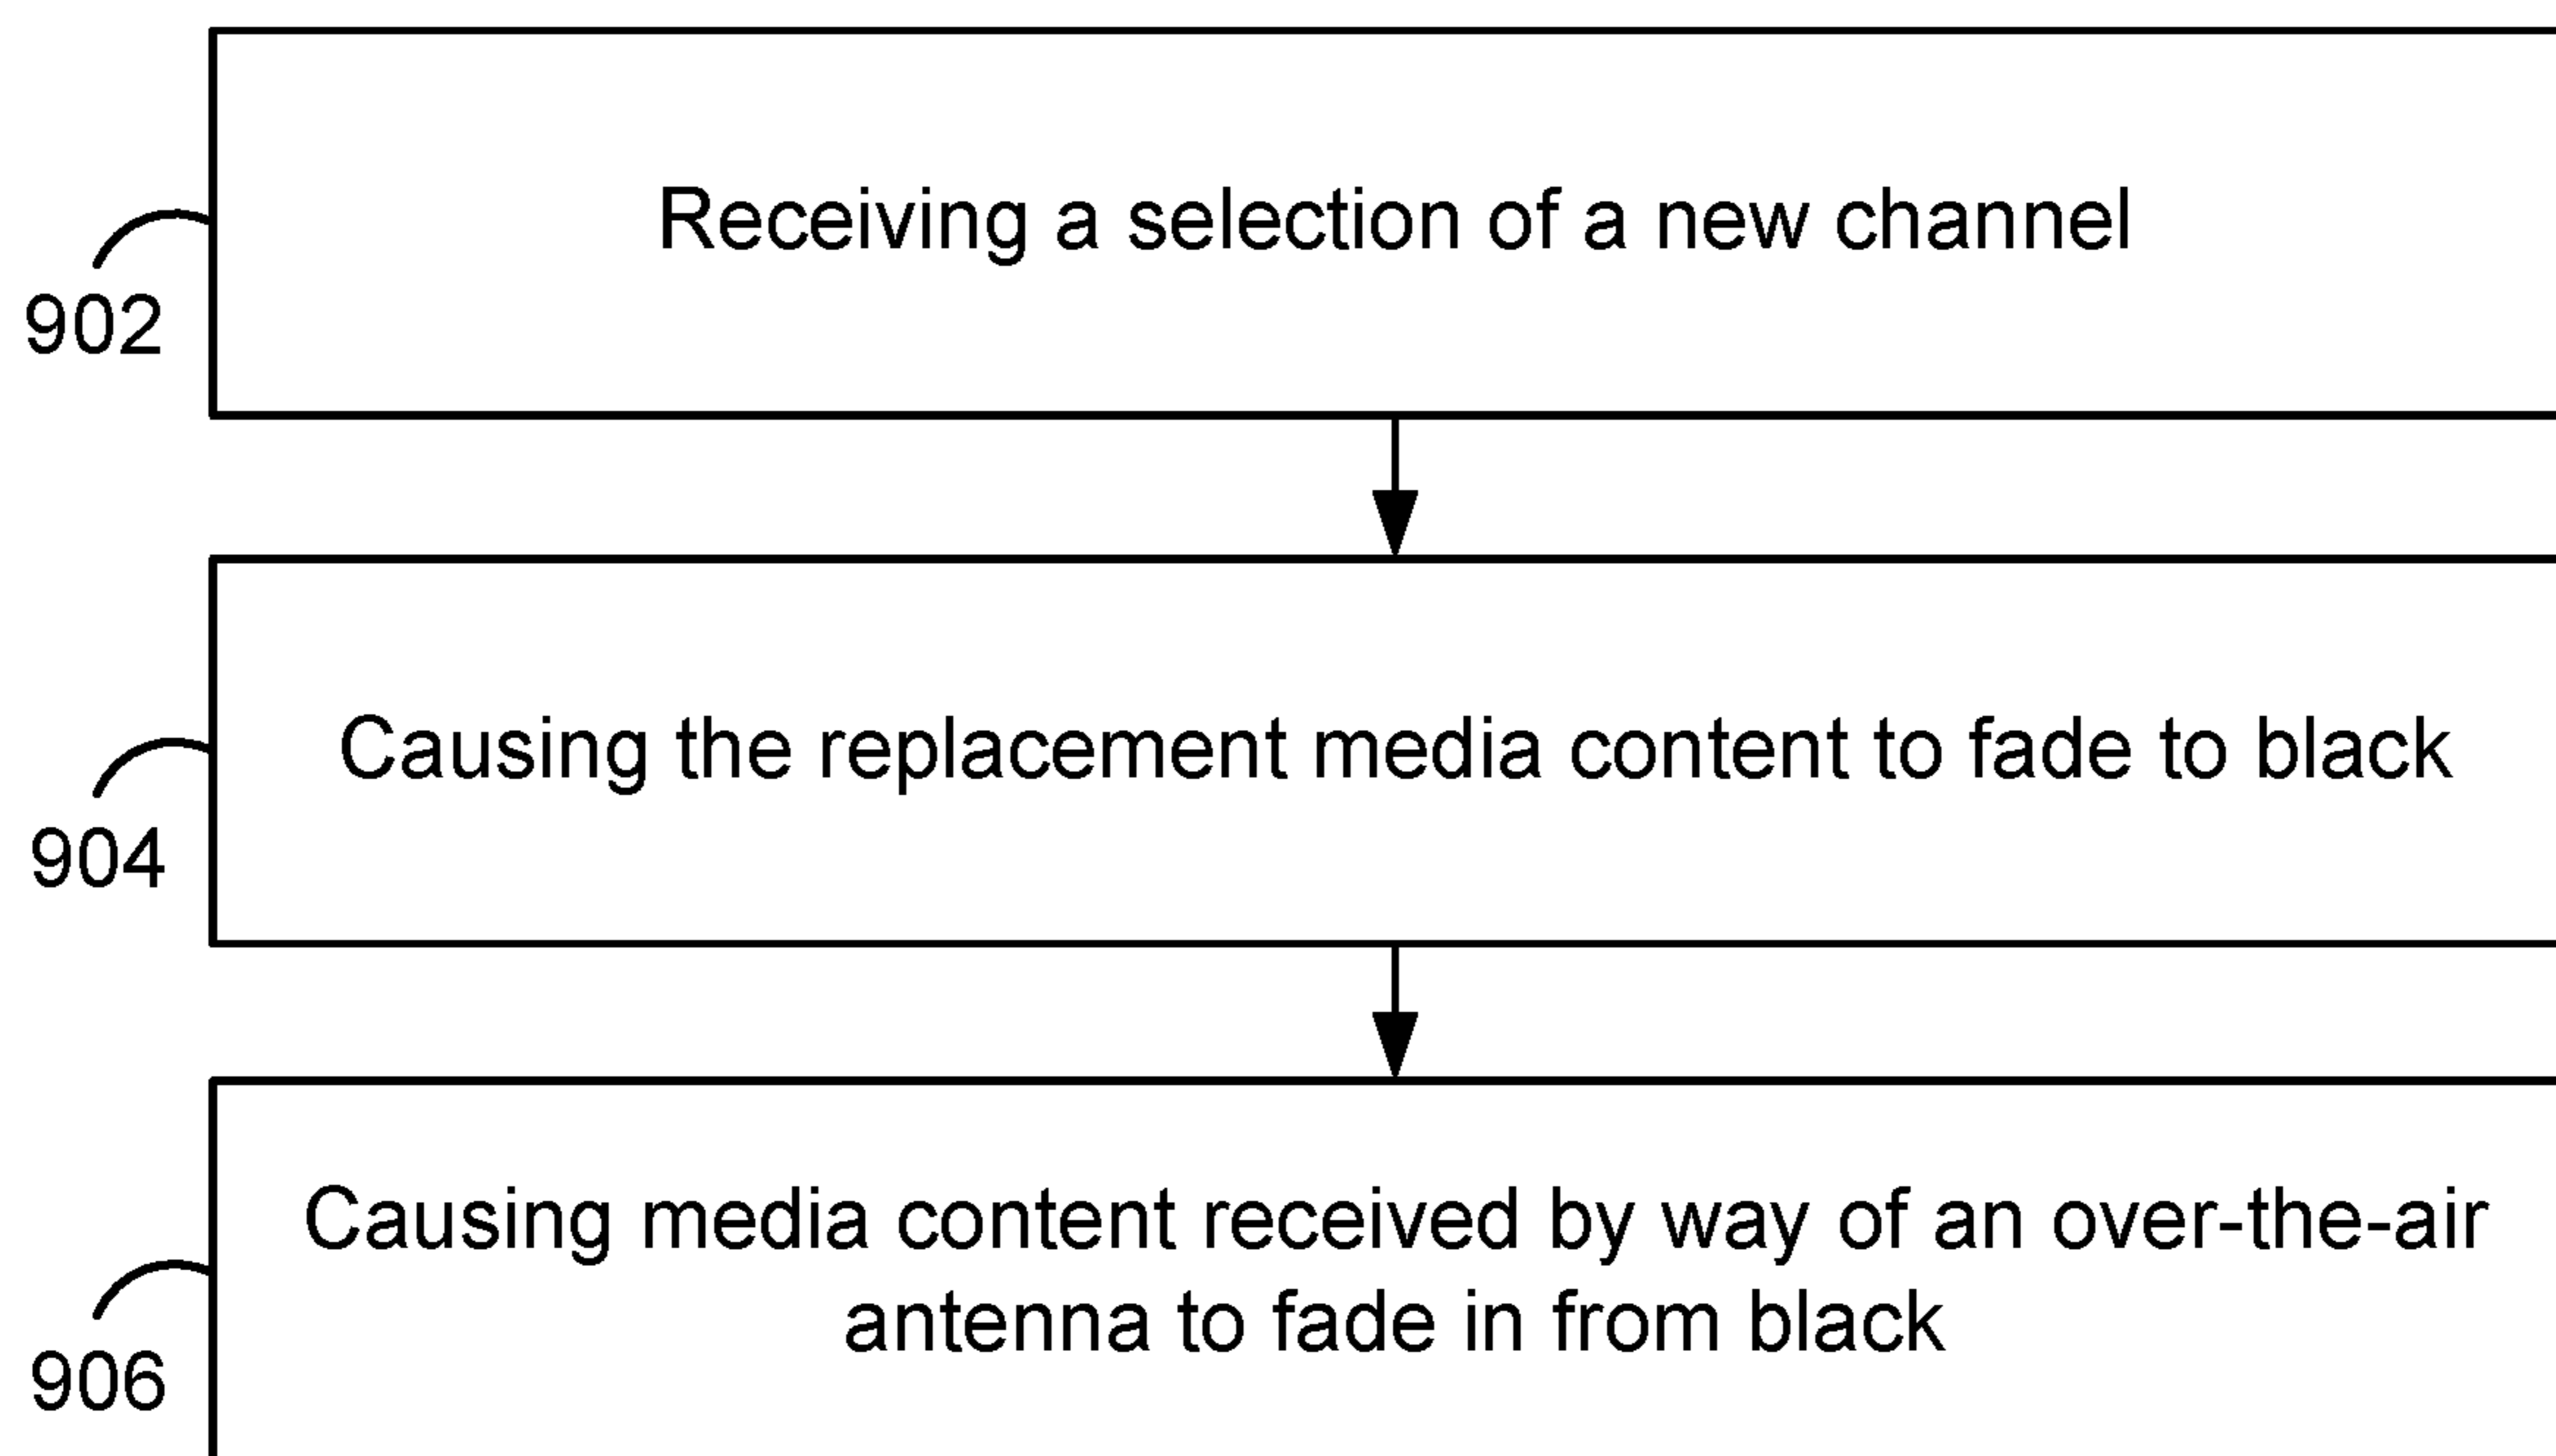 Receiving a selection of a new channel
902
Causing the replacement media content to fade to black
904
Causing media content received by way of an over-the-air
antenna to fade in from black
906